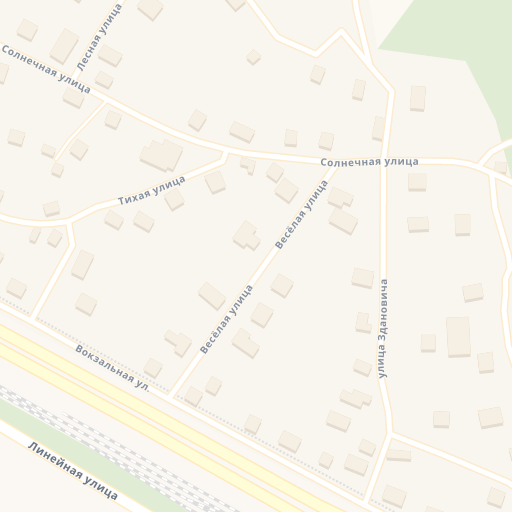 Лесная улица
Солнечная улица
Солнечная улица
Тихая улица
Весёлая улица
Весёлая улица
улица Здановича
Вокзальная ул.
Линейная улица